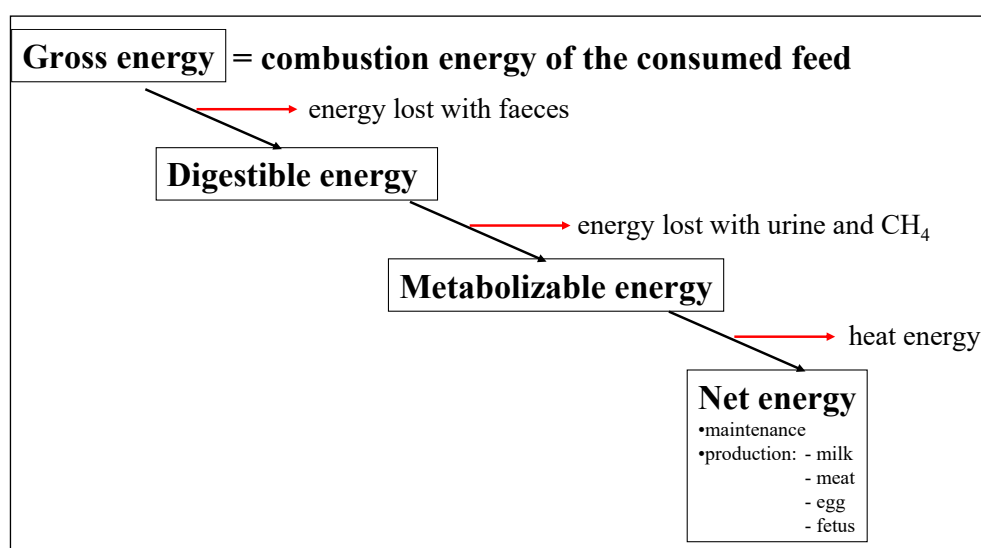 Gross energy = combustion energy of the consumed feed
energy lost with faeces
Digestible energy
energy lost with urine and CH₄
Metabolizable energy
heat energy
Net energy
•maintenance
•production: - milk
- meat
- egg
- fetus